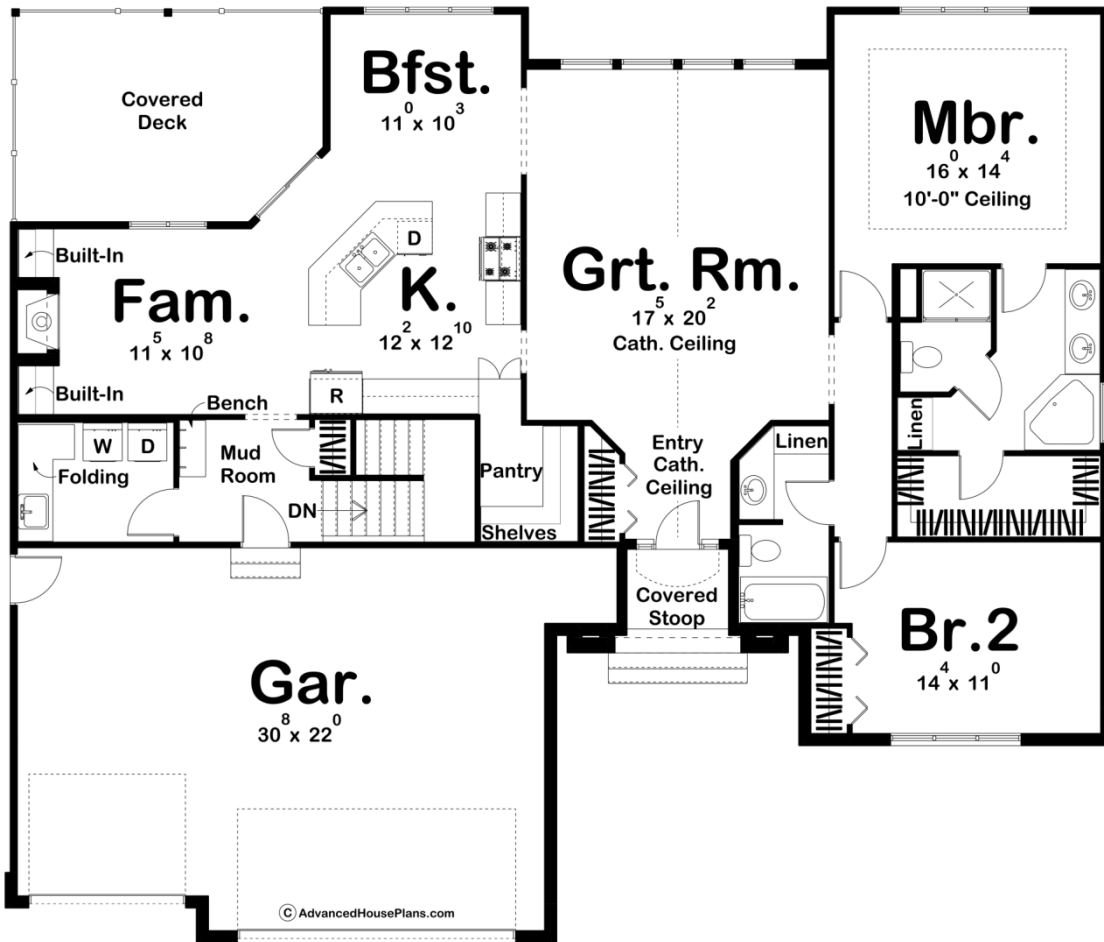 Covered
Deck
Bfst.
11⁰ x 10³
Mbr.
16⁰ x 14⁴
10'-0" Ceiling
Built-In
D
Fam.
11⁵ x 10⁸
K.
12² x 12¹⁰
Grt. Rm.
17⁵ x 20²
Cath. Ceiling
Built-In
R
Bench
Linen
W
D
Folding
Mud
Room
DN
Pantry
Shelves
Entry
Cath.
Ceiling
Linen
Covered
Stoop
Br.2
14⁴ x 11⁰
Gar.
30⁸ x 22⁰
© AdvancedHousePlans.com